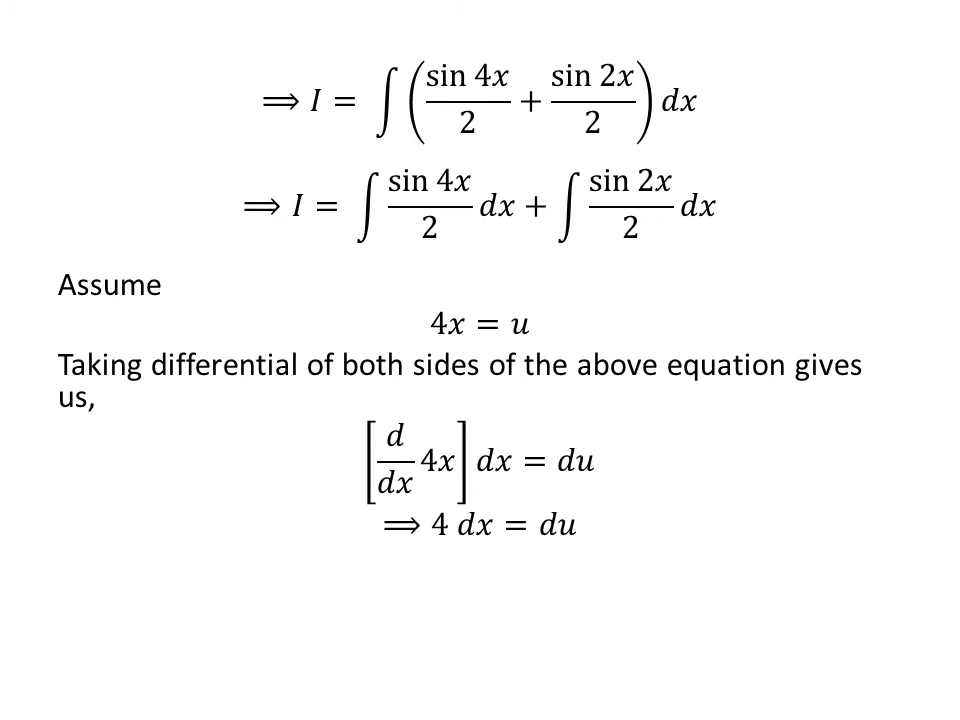 ⟹ 𝐼 = ∫ (sin 4𝑥 / 2 + sin 2𝑥 / 2) 𝑑𝑥
⟹ 𝐼 = ∫ sin 4𝑥 / 2 𝑑𝑥 + ∫ sin 2𝑥 / 2 𝑑𝑥
Assume
4𝑥 = 𝑢
Taking differential of both sides of the above equation gives
us,
[𝑑/𝑑𝑥 4𝑥] 𝑑𝑥 = 𝑑𝑢
⟹ 4 𝑑𝑥 = 𝑑𝑢